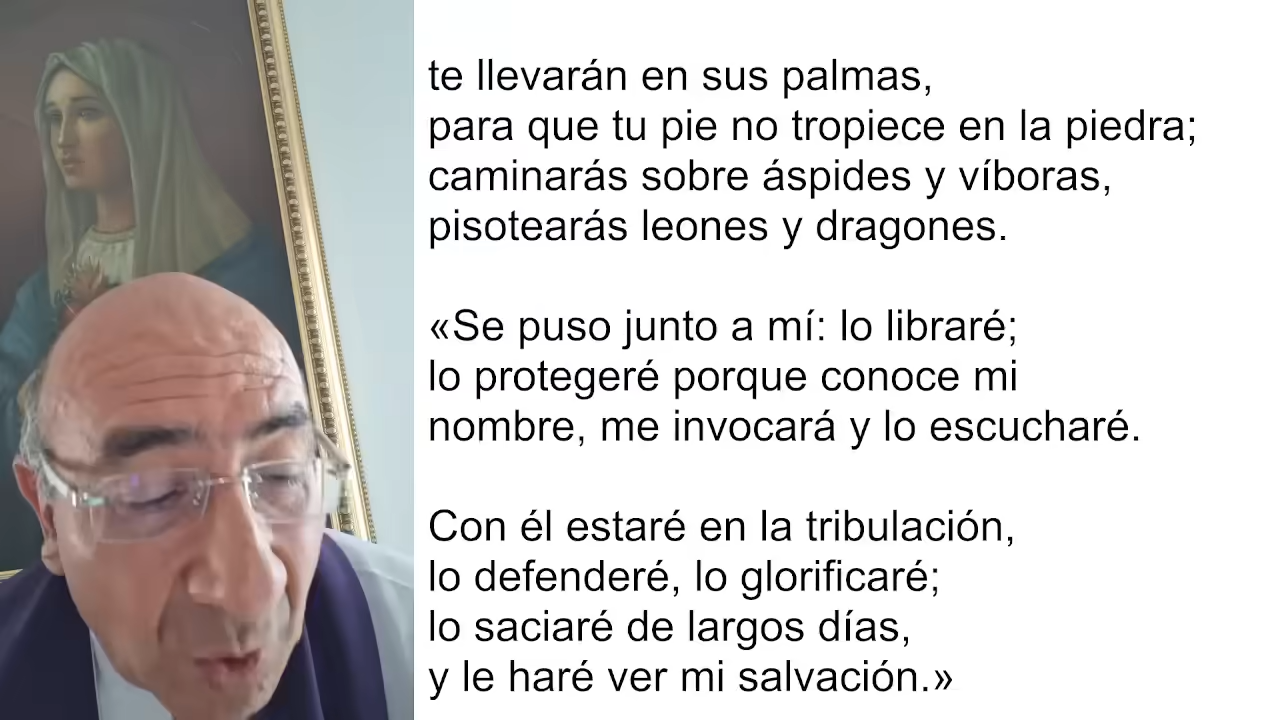 te llevarán en sus palmas,
para que tu pie no tropiece en la piedra;
caminarás sobre áspides y víboras,
pisotearás leones y dragones.
«Se puso junto a mí: lo libraré;
lo protegeré porque conoce mi
nombre, me invocará y lo escucharé.
Con él estaré en la tribulación,
lo defenderé, lo glorificaré;
lo saciaré de largos días,
y le haré ver mi salvación.»